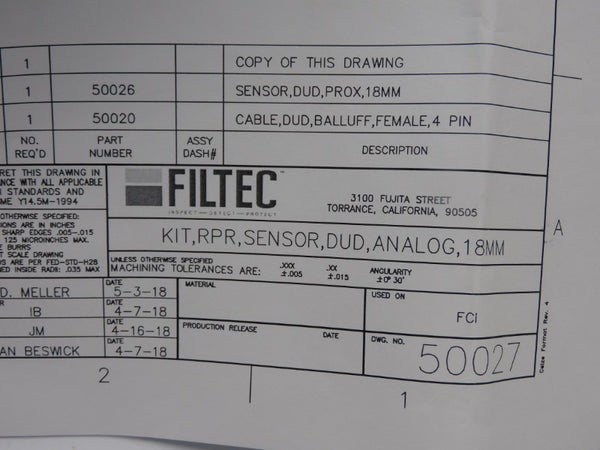 1 COPY OF THIS DRAWING
1 50026 SENSOR,DUD,PROX,18MM
1 50020 CABLE,DUD,BALLUFF,FEMALE,4 PIN
NO. REQ'D PART NUMBER ASSY DASH# DESCRIPTION
RET THIS DRAWING IN
NCE WITH ALL APPLICABLE
STANDARDS AND
ME Y14.5M-1994
OTHERWISE SPECIFIED:
ARE IN INCHES
SHARP EDGES .005-.015
125 MICROINCHES MAX.
BURRS
SCALE DRAWING
DS ARE PER FED-STD-H28
INSIDE RADII: .035 MAX
FILTEC
INSPECT—DETECT—PROTECT
3100 FUJITA STREET
TORRANCE, CALIFORNIA, 90505
KIT,RPR,SENSOR,DUD,ANALOG,18MM
UNLESS OTHERWISE SPECIFIED
MACHINING TOLERANCES ARE: .XXX ±.005 .XX ±.015 ANGULARITY ±0° 30'
D. MELLER DATE 5-3-18
IB DATE 4-7-18
JM DATE 4-16-18
AN BESWICK DATE 4-7-18
MATERIAL
USED ON
FCI
PRODUCTION RELEASE DATE
DWG. NO. 50027
A
2
1
Dsize Format Rev. 4